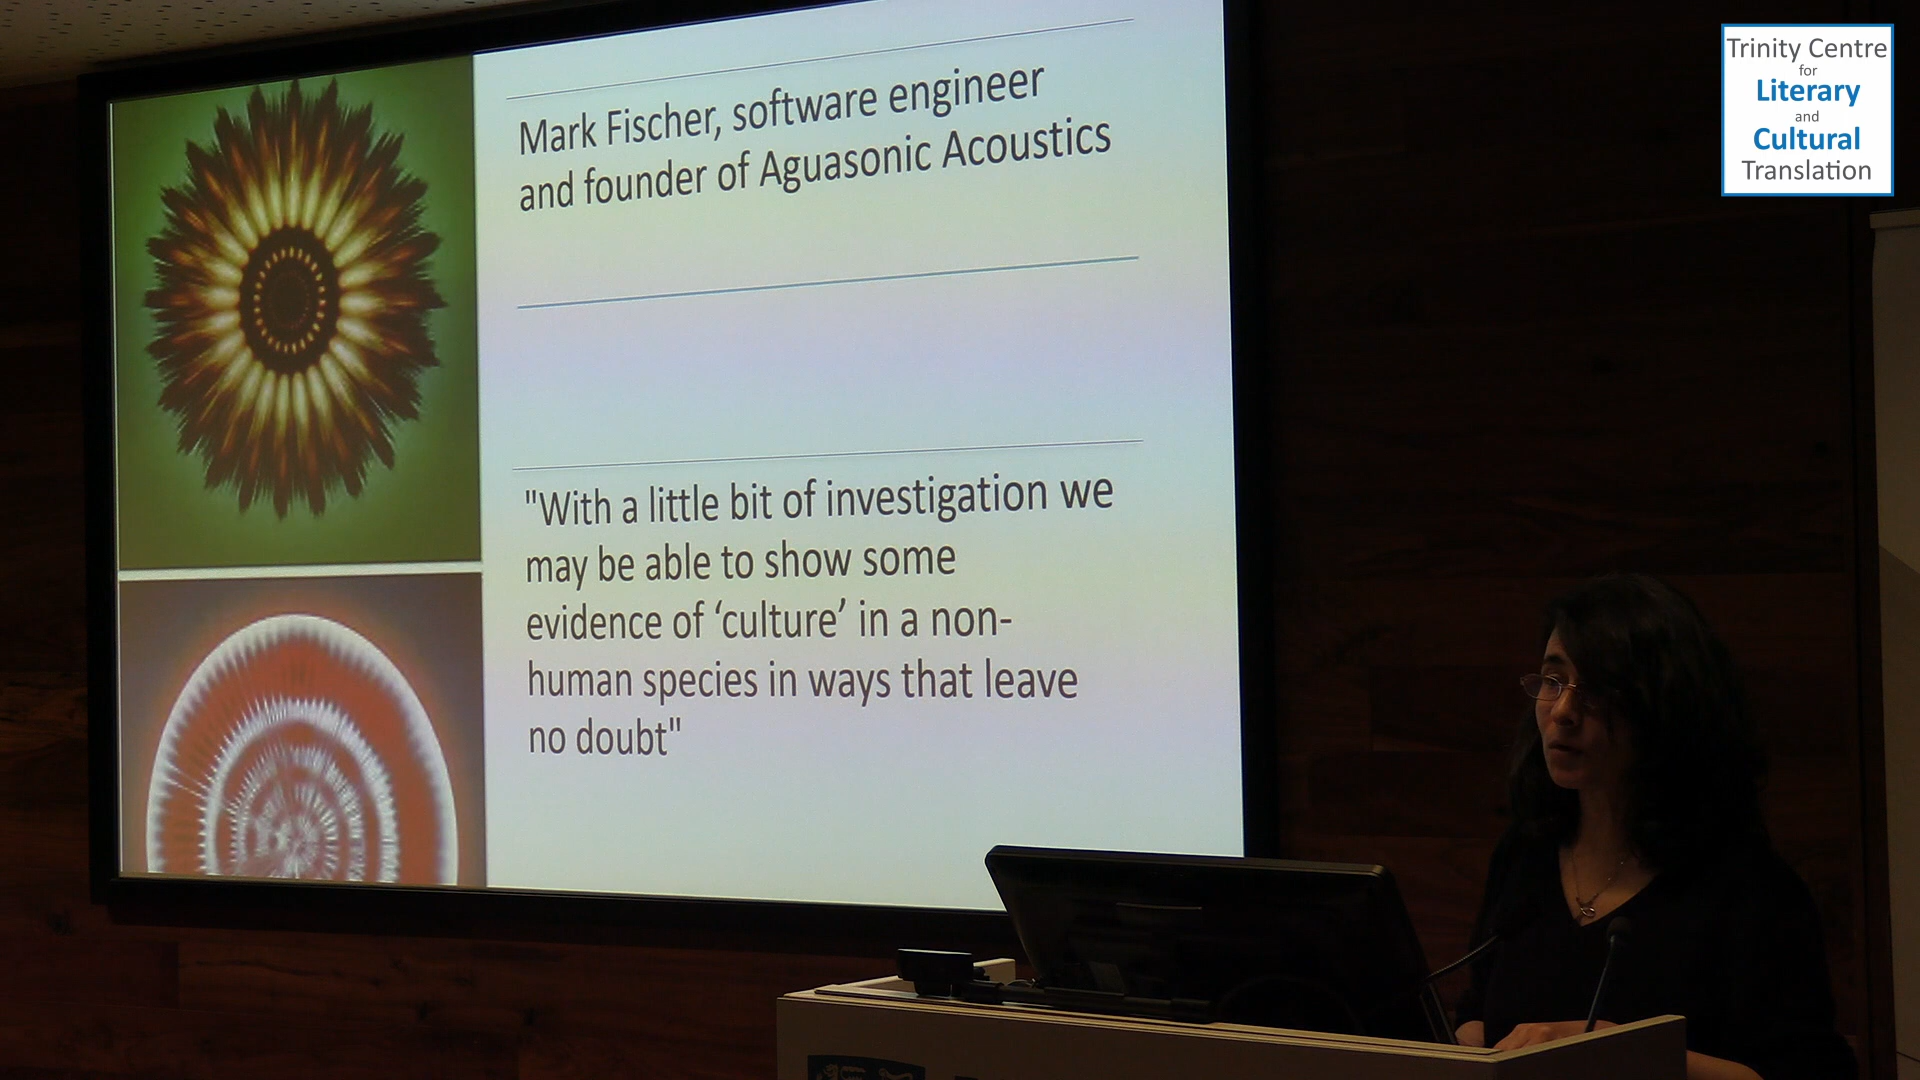 Mark Fischer, software engineer
and founder of Aguasonic Acoustics
"With a little bit of investigation we
may be able to show some
evidence of ‘culture’ in a non-
human species in ways that leave
no doubt"
Trinity Centre
for
Literary
and
Cultural
Translation